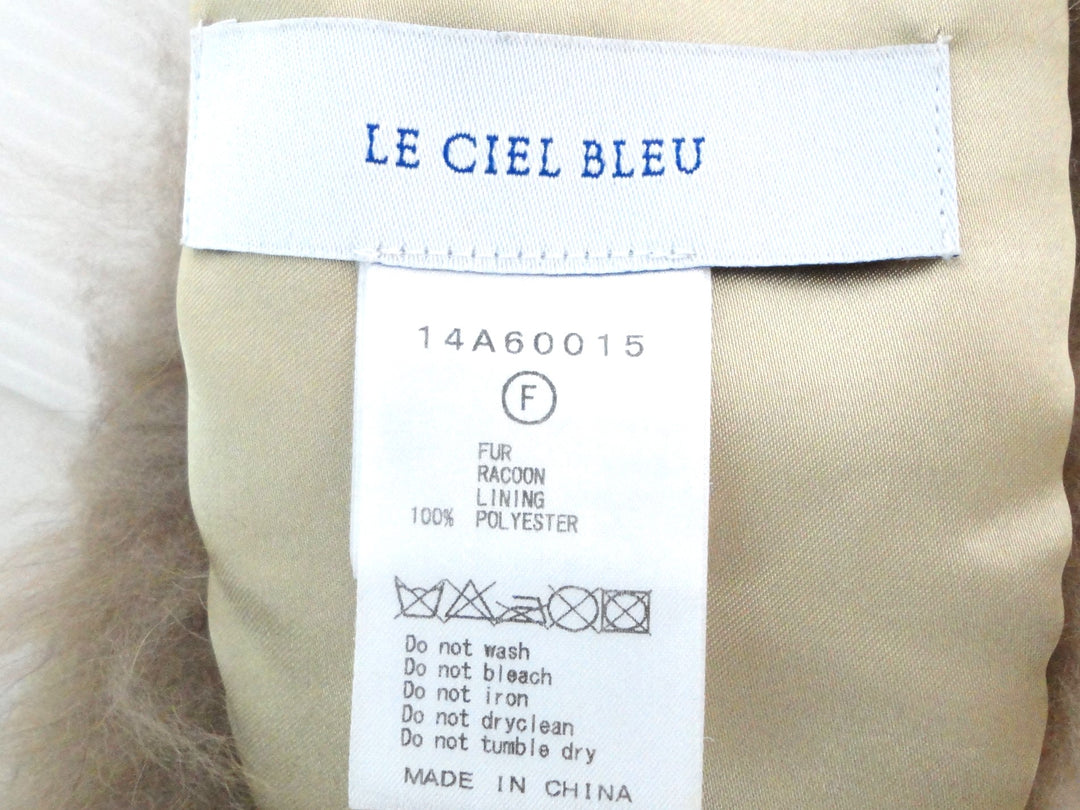 LE CIEL BLEU
14A60015
F
FUR
RACOON
LINING
100% POLYESTER
Do not wash
Do not bleach
Do not iron
Do not dryclean
Do not tumble dry
MADE IN CHINA